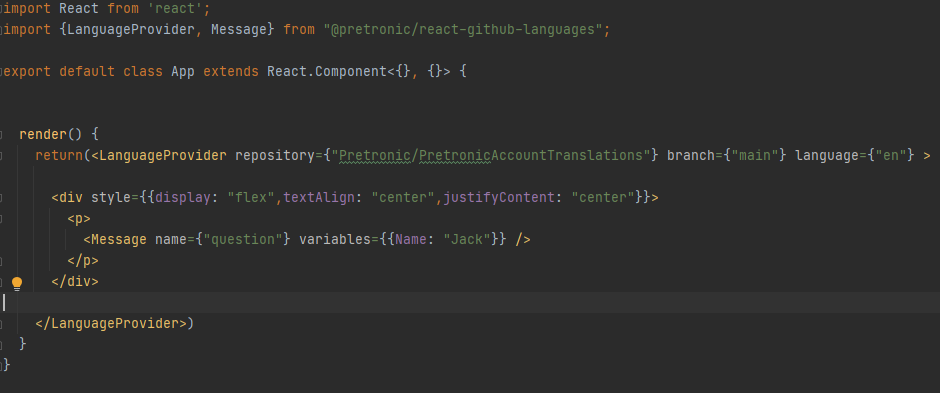 import React from 'react';
import {LanguageProvider, Message} from "@pretronic/react-github-languages";
export default class App extends React.Component<{}, {}> {
render() {
return(<LanguageProvider repository={"Pretronic/PretronicAccountTranslations"} branch={"main"} language={"en"} >
<div style={{display: "flex",textAlign: "center",justifyContent: "center"}}>
<p>
<Message name={"question"} variables={{Name: "Jack"}} />
</p>
</div>
</LanguageProvider>)
}
}